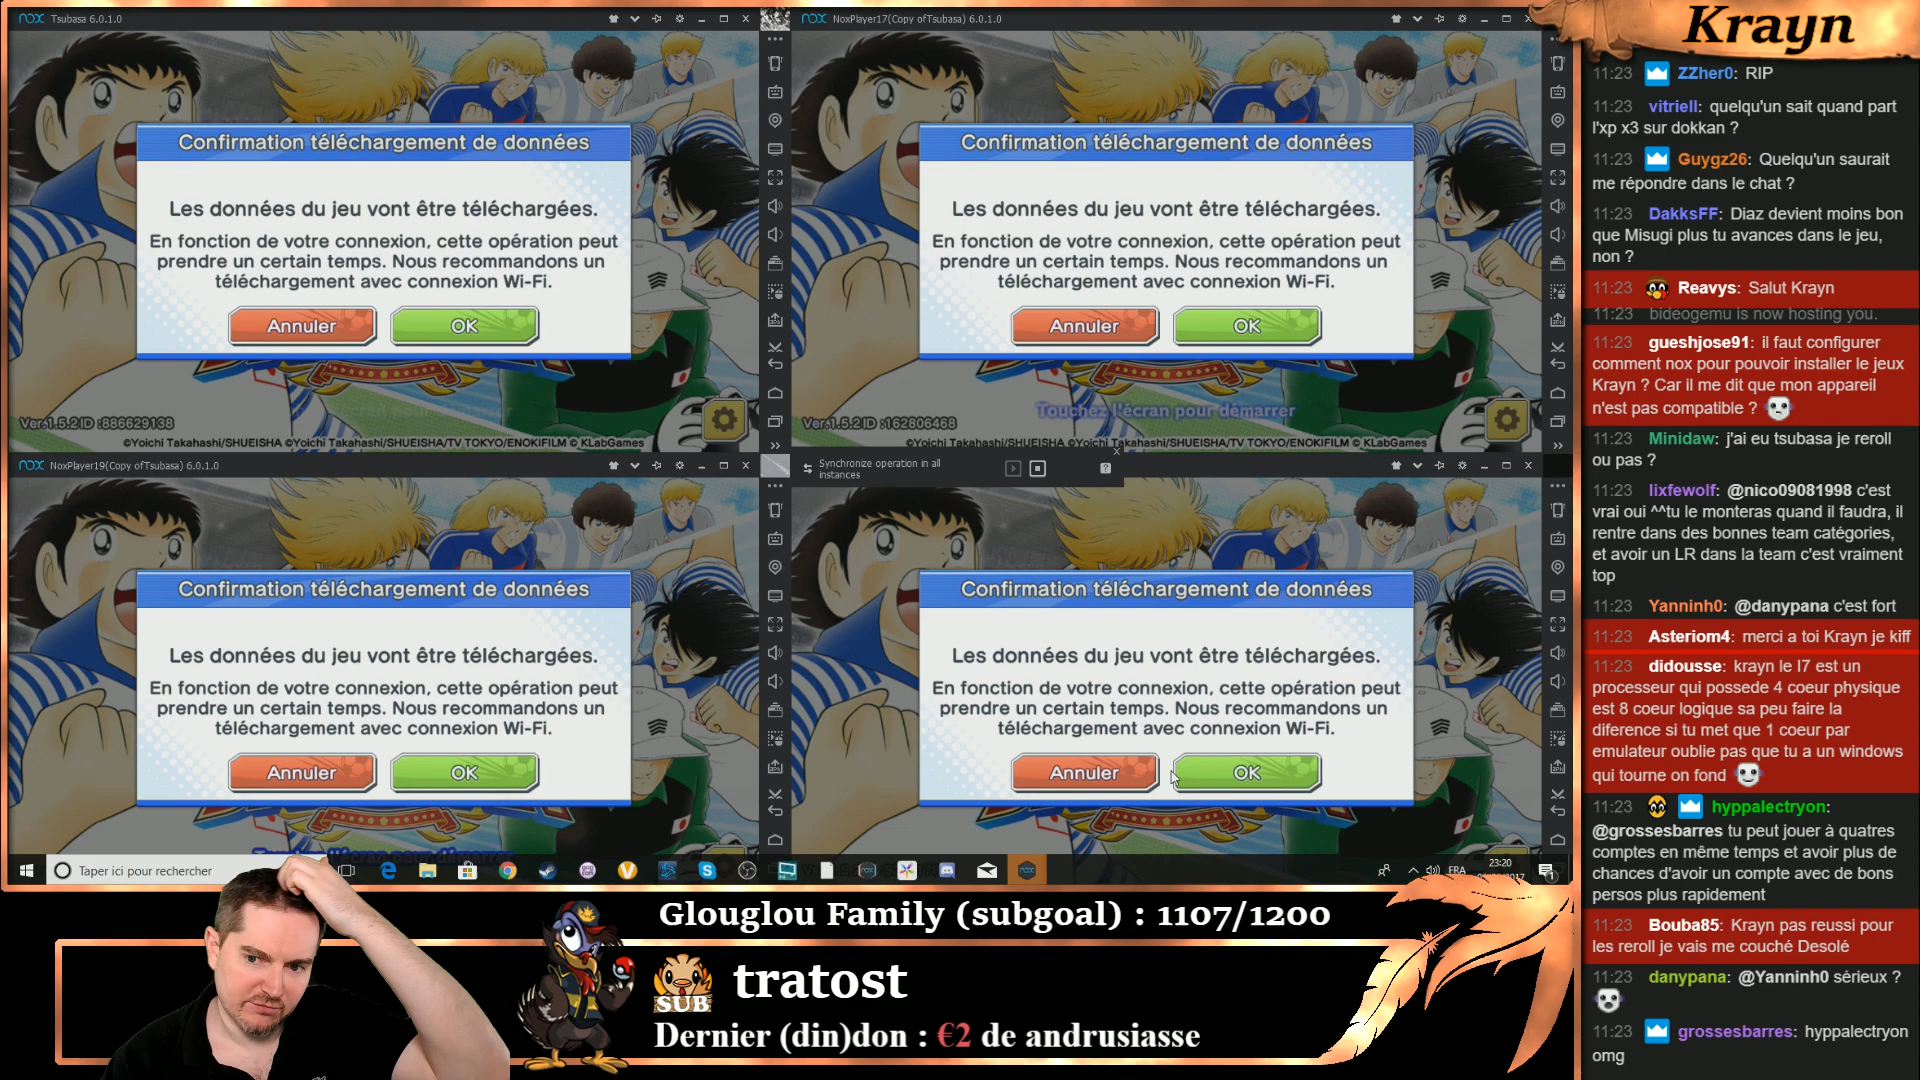 nox Tsubasa 6.0.1.0
Confirmation téléchargement de données
Les données du jeu vont être téléchargées.
En fonction de votre connexion, cette opération peut
prendre un certain temps. Nous recommandons un
téléchargement avec connexion Wi-Fi.
Annuler OK
Ver.1.5.2 ID :886629138
©Yoichi Takahashi/SHUEISHA ©Yoichi Takahashi/SHUEISHA/TV TOKYO/ENOKIFILM © KLabGames
nox NoxPlayer17(Copy ofTsubasa) 6.0.1.0
Confirmation téléchargement de données
Les données du jeu vont être téléchargées.
En fonction de votre connexion, cette opération peut
prendre un certain temps. Nous recommandons un
téléchargement avec connexion Wi-Fi.
Annuler OK
Touchez l'écran pour démarrer
Ver.1.5.2 ID :162806468
©Yoichi Takahashi/SHUEISHA ©Yoichi Takahashi/SHUEISHA/TV TOKYO/ENOKIFILM © KLabGames
nox NoxPlayer19(Copy ofTsubasa) 6.0.1.0
Confirmation téléchargement de données
Les données du jeu vont être téléchargées.
En fonction de votre connexion, cette opération peut
prendre un certain temps. Nous recommandons un
téléchargement avec connexion Wi-Fi.
Annuler OK
Synchronize operation in all
instances
Confirmation téléchargement de données
Les données du jeu vont être téléchargées.
En fonction de votre connexion, cette opération peut
prendre un certain temps. Nous recommandons un
téléchargement avec connexion Wi-Fi.
Annuler OK
Taper ici pour rechercher
FRA
23:20
Glouglou Family (subgoal) : 1107/1200
SUB
tratost
Dernier (din)don : €2 de andrusiasse
Krayn
11:23 ZZher0: RIP
11:23 vitriell: quelqu'un sait quand part
l'xp x3 sur dokkan ?
11:23 Guygz26: Quelqu'un saurait
me répondre dans le chat ?
11:23 DakksFF: Diaz devient moins bon
que Misugi plus tu avances dans le jeu,
non ?
11:23 Reavys: Salut Krayn
11:23 bideogemu is now hosting you.
11:23 gueshjose91: il faut configurer
comment nox pour pouvoir installer le jeux
Krayn ? Car il me dit que mon appareil
n'est pas compatible ?
11:23 Minidaw: j'ai eu tsubasa je reroll
ou pas ?
11:23 lixfewolf: @nico09081998 c'est
vrai oui ^^tu le monteras quand il faudra, il
rentre dans des bonnes team catégories,
et avoir un LR dans la team c'est vraiment
top
11:23 Yanninh0: @danypana c'est fort
11:23 Asteriom4: merci a toi Krayn je kiff
11:23 didousse: krayn le I7 est un
processeur qui possede 4 coeur physique
est 8 coeur logique sa peu faire la
diference si tu met que 1 coeur par
emulateur oublie pas que tu a un windows
qui tourne on fond
11:23 hyppalectryon:
@grossesbarres tu peut jouer à quatres
comptes en même temps et avoir plus de
chances d'avoir un compte avec de bons
persos plus rapidement
11:23 Bouba85: Krayn pas reussi pour
les reroll je vais me couché Desolé
11:23 danypana: @Yanninh0 sérieux ?
11:23 grossesbarres: hyppalectryon
omg